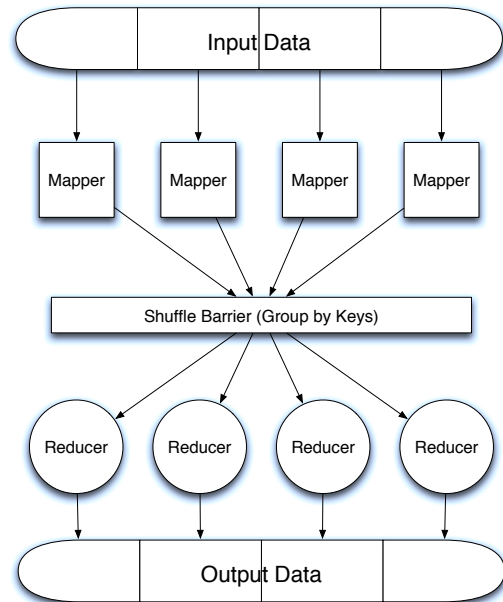 Input Data
Mapper Mapper Mapper Mapper
Shuffle Barrier (Group by Keys)
Reducer Reducer Reducer Reducer
Output Data